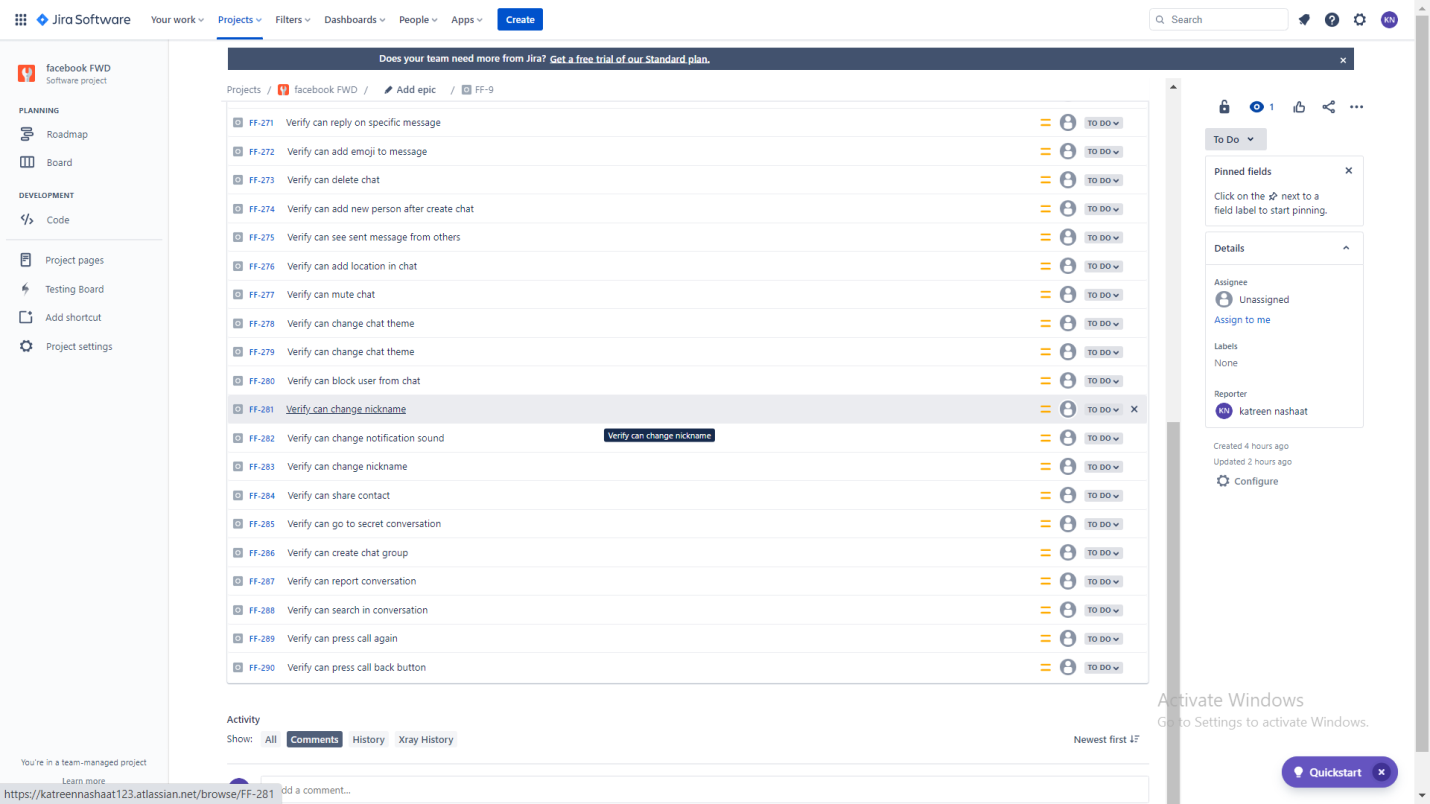 Jira Software
Your work
Projects
Filters
Dashboards
People
Apps
Create
Search
KN
facebook FWD
Software project
PLANNING
Roadmap
Board
DEVELOPMENT
Code
Project pages
Testing Board
Add shortcut
Project settings
You're in a team-managed project
Learn more
Does your team need more from Jira? Get a free trial of our Standard plan.
Projects / facebook FWD / Add epic / FF-9
FF-271 Verify can reply on specific message TO DO
FF-272 Verify can add emoji to message TO DO
FF-273 Verify can delete chat TO DO
FF-274 Verify can add new person after create chat TO DO
FF-275 Verify can see sent message from others TO DO
FF-276 Verify can add location in chat TO DO
FF-277 Verify can mute chat TO DO
FF-278 Verify can change chat theme TO DO
FF-279 Verify can change chat theme TO DO
FF-280 Verify can block user from chat TO DO
FF-281 Verify can change nickname TO DO
Verify can change nickname
FF-282 Verify can change notification sound TO DO
FF-283 Verify can change nickname TO DO
FF-284 Verify can share contact TO DO
FF-285 Verify can go to secret conversation TO DO
FF-286 Verify can create chat group TO DO
FF-287 Verify can report conversation TO DO
FF-288 Verify can search in conversation TO DO
FF-289 Verify can press call again TO DO
FF-290 Verify can press call back button TO DO
Activity
Show: All Comments History Xray History
Newest first
dd a comment...
1
To Do
Pinned fields
Click on the next to a
field label to start pinning.
Details
Assignee
Unassigned
Assign to me
Labels
None
Reporter
KN katreen nashaat
Created 4 hours ago
Updated 2 hours ago
Configure
Activate Windows
Go to Settings to activate Windows.
Quickstart
https://katreennashaat123.atlassian.net/browse/FF-281